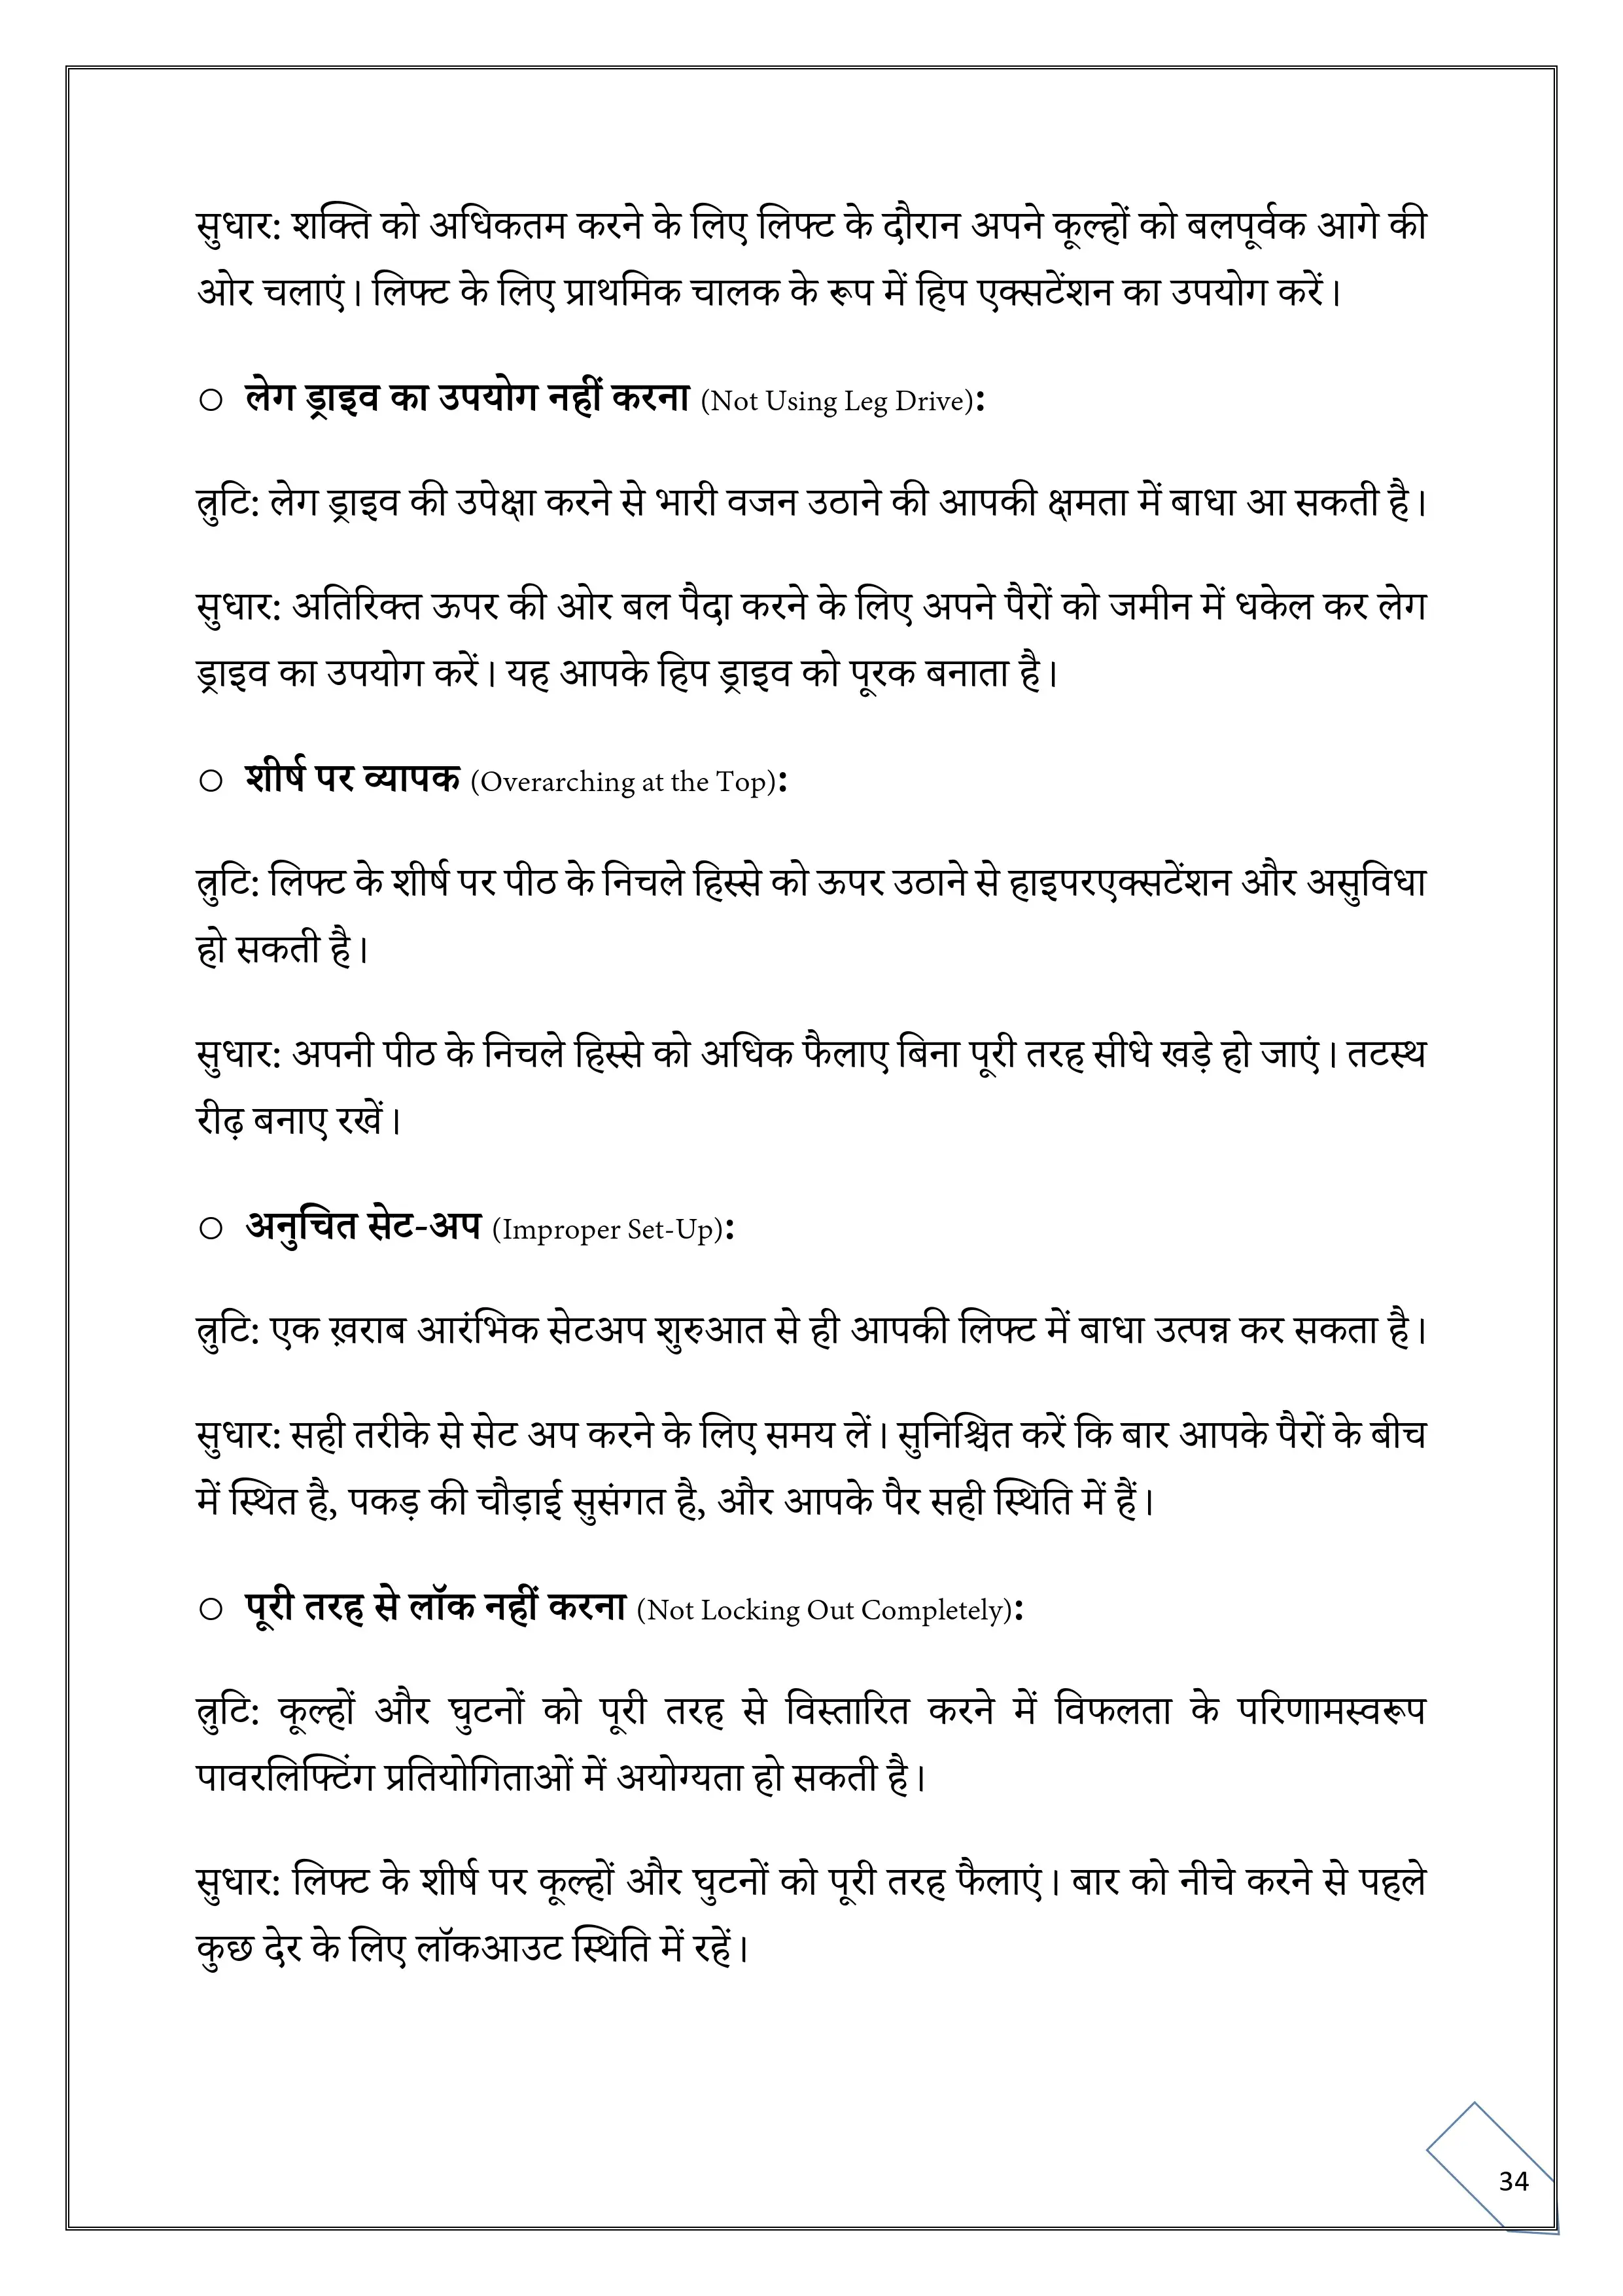 सुधार: शक्ति को अधिकतम करने के लिए लिफ्ट के दौरान अपने कूल्हों को बलपूर्वक आगे की
ओर चलाएं। लिफ्ट के लिए प्राथमिक चालक के रूप में हिप एक्सटेंशन का उपयोग करें।
○ लेग ड्राइव का उपयोग नहीं करना (Not Using Leg Drive):
त्रुटि: लेग ड्राइव की उपेक्षा करने से भारी वजन उठाने की आपकी क्षमता में बाधा आ सकती है।
सुधार: अतिरिक्त ऊपर की ओर बल पैदा करने के लिए अपने पैरों को जमीन में धकेल कर लेग
ड्राइव का उपयोग करें। यह आपके हिप ड्राइव को पूरक बनाता है।
○ शीर्ष पर व्यापक (Overarching at the Top):
त्रुटि: लिफ्ट के शीर्ष पर पीठ के निचले हिस्से को ऊपर उठाने से हाइपरएक्सटेंशन और असुविधा
हो सकती है।
सुधार: अपनी पीठ के निचले हिस्से को अधिक फैलाए बिना पूरी तरह सीधे खड़े हो जाएं। तटस्थ
रीढ़ बनाए रखें।
○ अनुचित सेट-अप (Improper Set-Up):
त्रुटि: एक ख़राब आरंभिक सेटअप शुरुआत से ही आपकी लिफ्ट में बाधा उत्पन्न कर सकता है।
सुधार: सही तरीके से सेट अप करने के लिए समय लें। सुनिश्चित करें कि बार आपके पैरों के बीच
में स्थित है, पकड़ की चौड़ाई सुसंगत है, और आपके पैर सही स्थिति में हैं।
○ पूरी तरह से लॉक नहीं करना (Not Locking Out Completely):
त्रुटि: कूल्हों और घुटनों को पूरी तरह से विस्तारित करने में विफलता के परिणामस्वरूप
पावरलिफ्टिंग प्रतियोगिताओं में अयोग्यता हो सकती है।
सुधार: लिफ्ट के शीर्ष पर कूल्हों और घुटनों को पूरी तरह फैलाएं। बार को नीचे करने से पहले
कुछ देर के लिए लॉकआउट स्थिति में रहें।
34